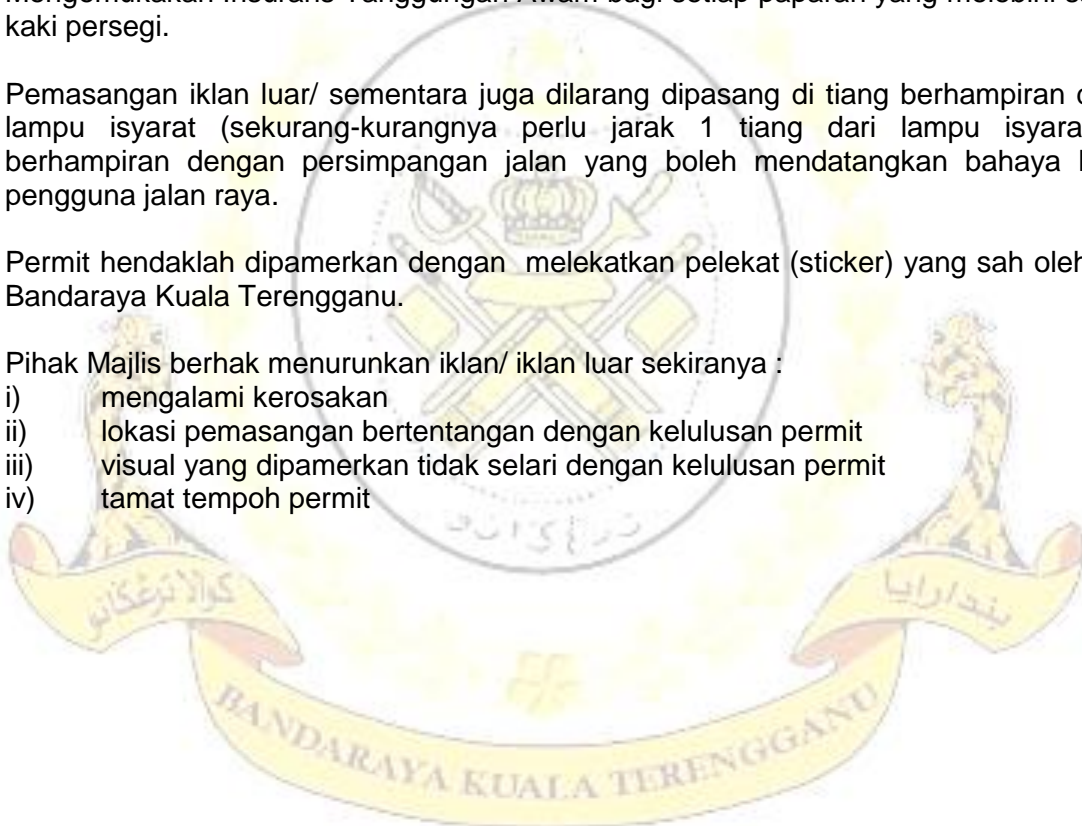 kaki persegi.
Pemasangan iklan luar/ sementara juga dilarang dipasang di tiang berhampiran
lampu isyarat (sekurang-kurangnya perlu jarak 1 tiang dari lampu
berhampiran dengan persimpangan jalan yang boleh mendatangkan bahaya
pengguna jalan raya.
Permit hendaklah dipamerkan dengan melekatkan pelekat (sticker) yang sah oleh
Bandaraya Kuala Terengganu.
Pihak Majlis berhak menurunkan iklan/ iklan luar sekiranya :
i) mengalami kerosakan
ii) lokasi pemasangan bertentangan dengan kelulusan permit
iii) visual yang dipamerkan tidak selari dengan kelulusan permit
iv) tamat tempoh permit
كوالا ترڠݢانو
بندارايا
BANDARAYA KUALA TERENGGANU